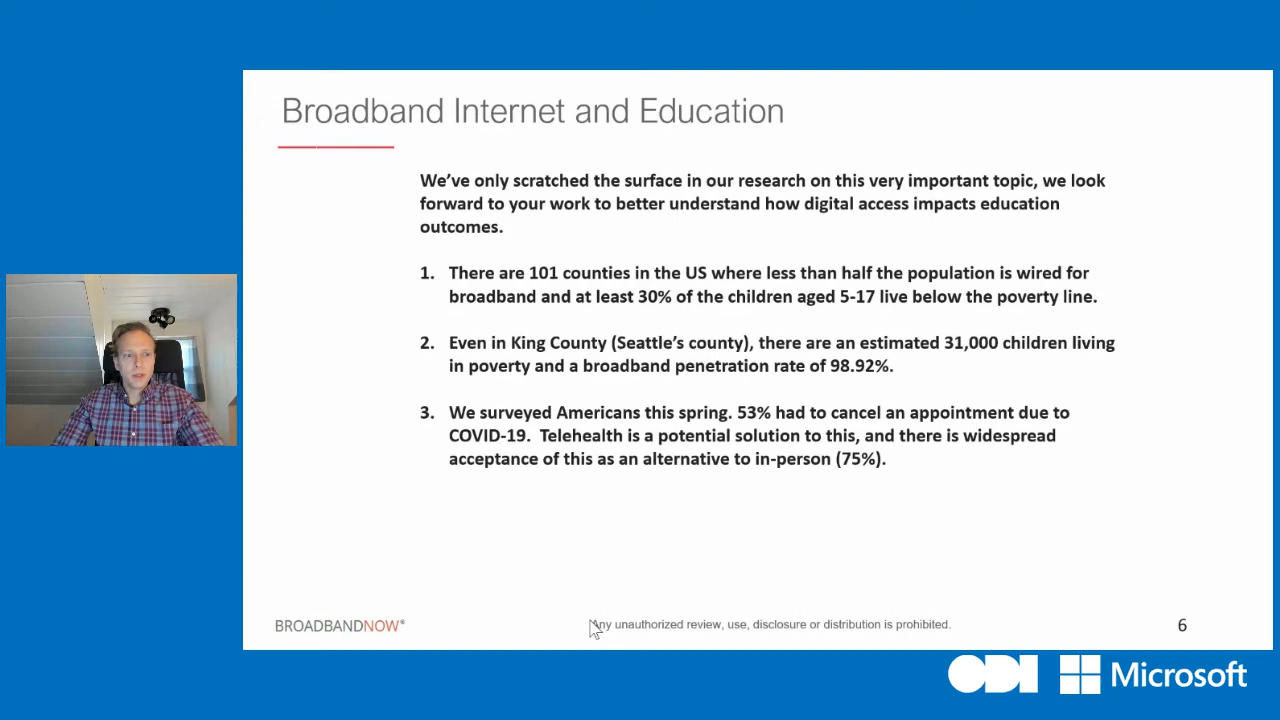 Broadband Internet and Education
We’ve only scratched the surface in our research on this very important topic, we look
forward to your work to better understand how digital access impacts education
outcomes.
1. There are 101 counties in the US where less than half the population is wired for
broadband and at least 30% of the children aged 5-17 live below the poverty line.
2. Even in King County (Seattle’s county), there are an estimated 31,000 children living
in poverty and a broadband penetration rate of 98.92%.
3. We surveyed Americans this spring. 53% had to cancel an appointment due to
COVID-19. Telehealth is a potential solution to this, and there is widespread
acceptance of this as an alternative to in-person (75%).
BROADBANDNOW®
Any unauthorized review, use, disclosure or distribution is prohibited.
6
ODI
Microsoft